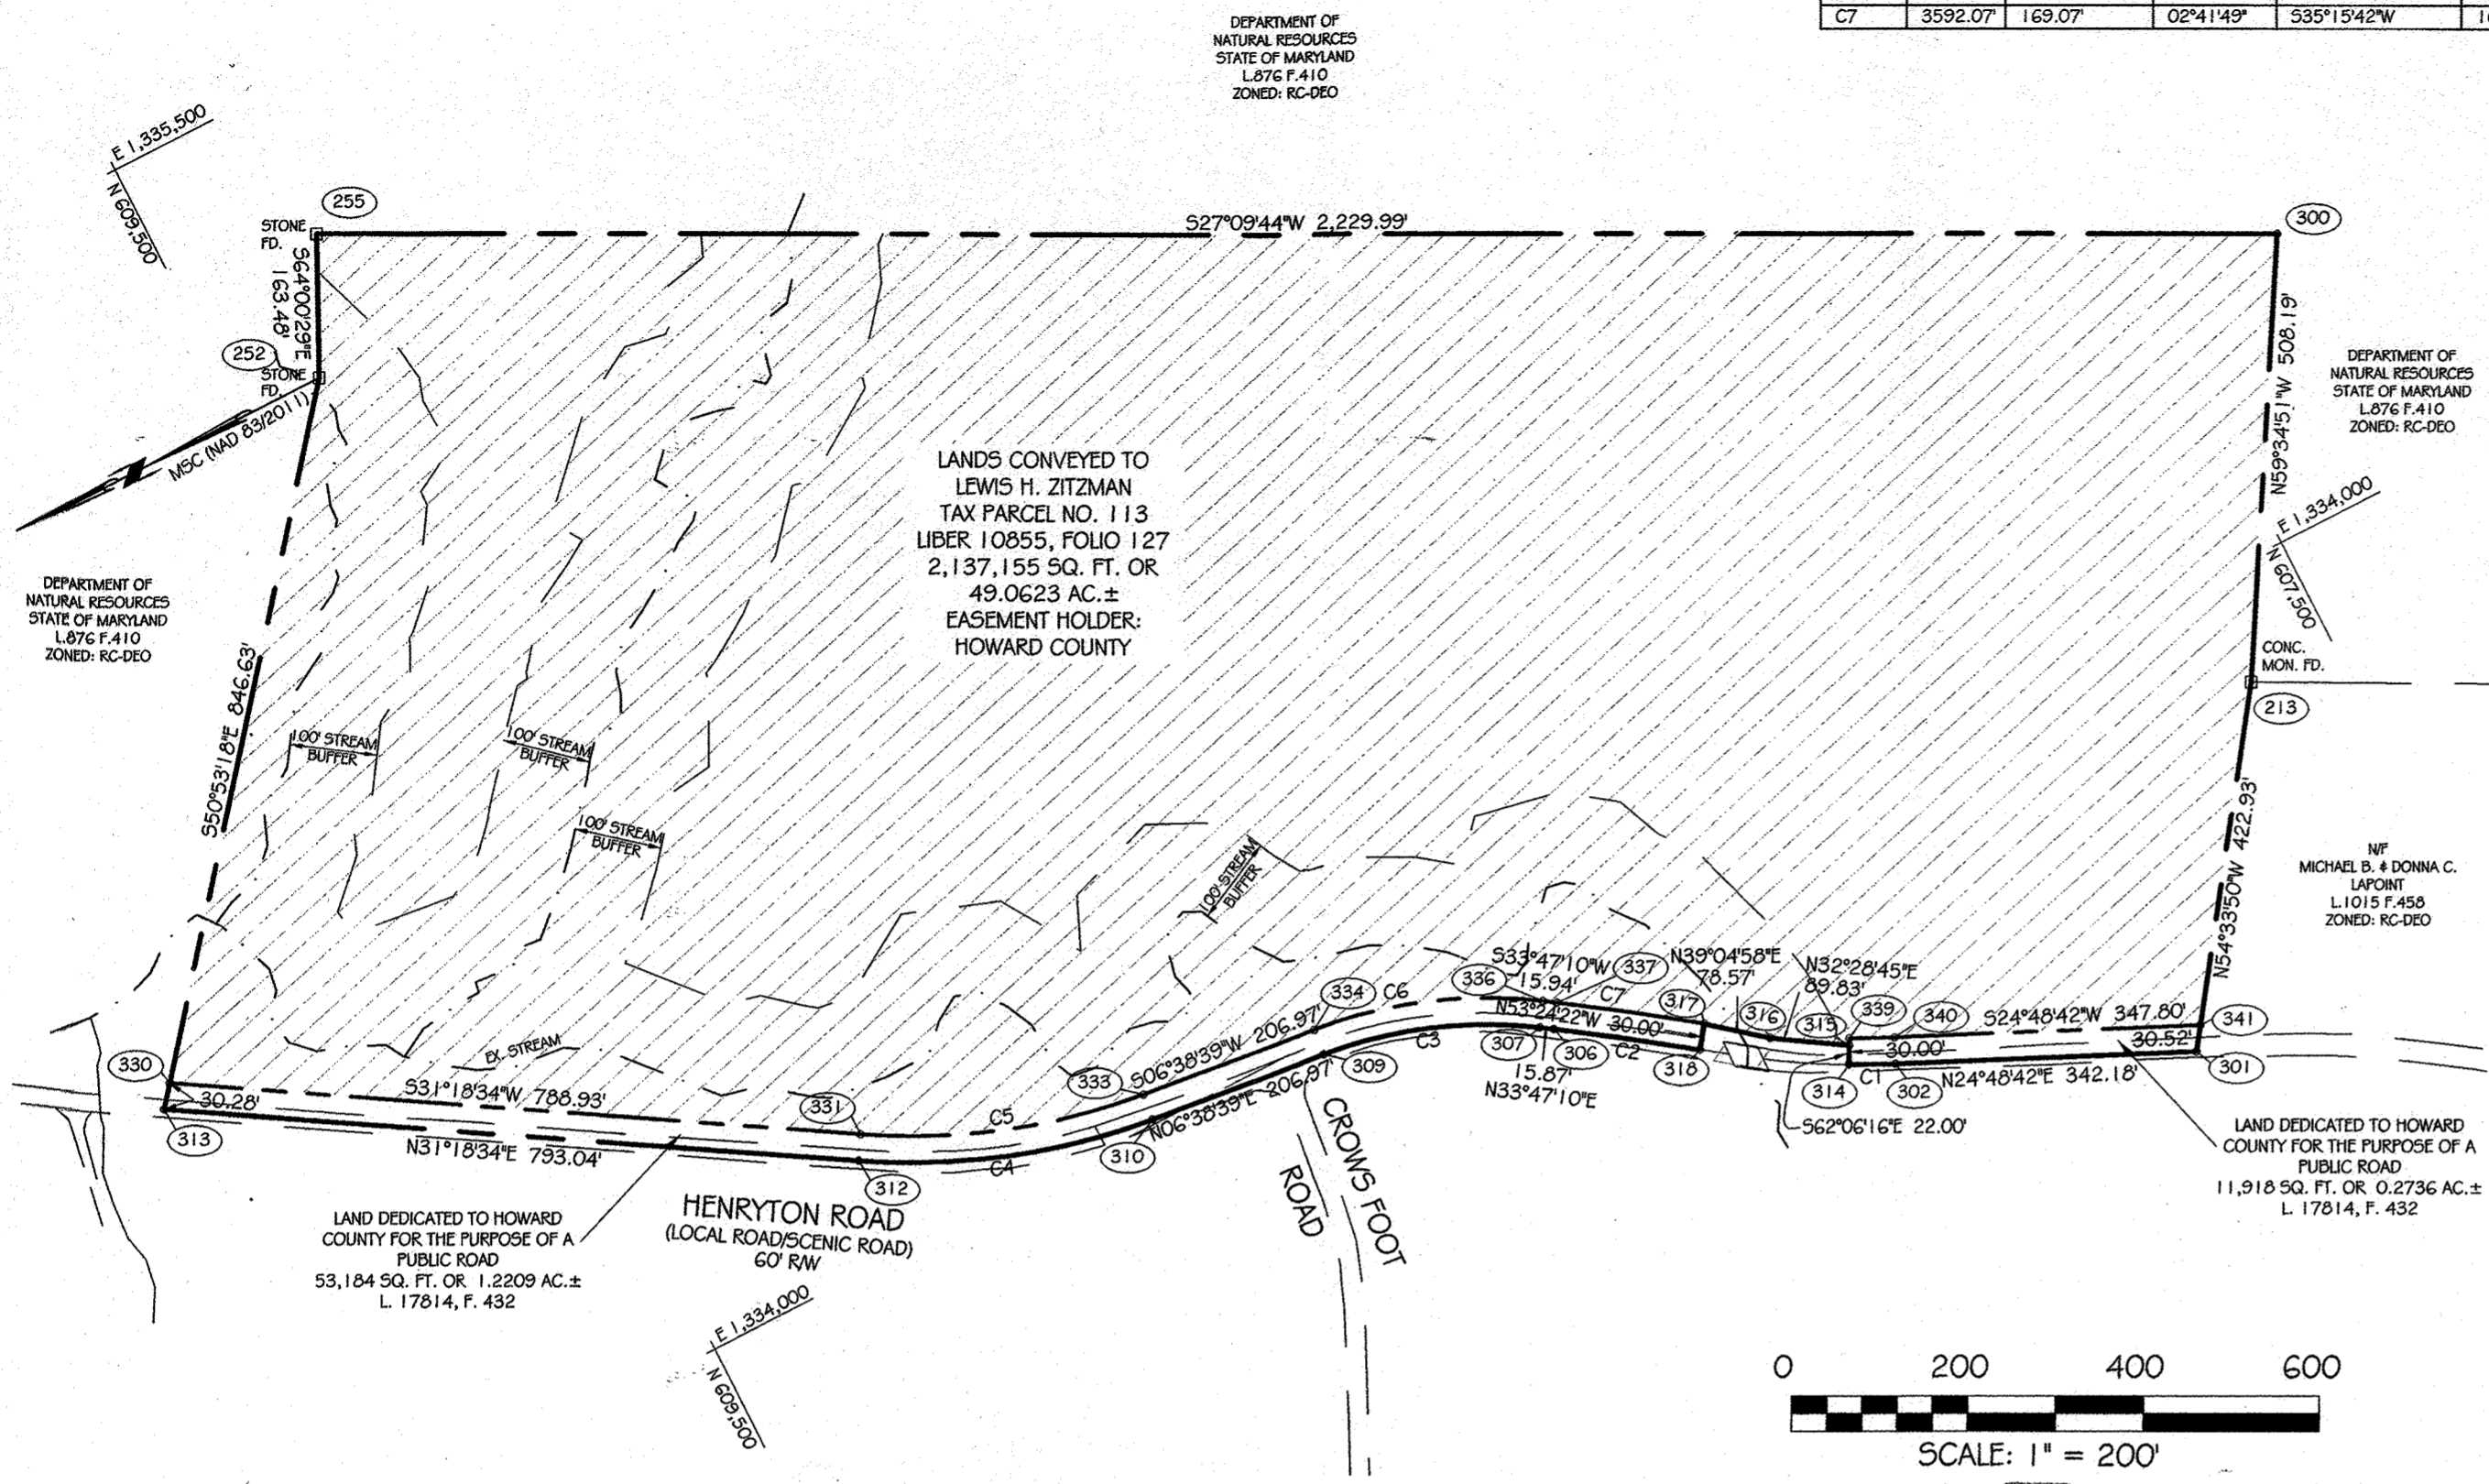 C7 3592.07' 169.07' 02°41'49" S35°15'42"W
DEPARTMENT OF
NATURAL RESOURCES
STATE OF MARYLAND
L.876 F.410
ZONED: RC-DEO
E 1,335,500
N 609,500
255
STONE
FD.
S27°09'44"W 2,229.99'
300
S64°00'29"E
163.48'
252
STONE
FD.
MSC (NAD 83/2011)
N59°34'51"W 508.19'
DEPARTMENT OF
NATURAL RESOURCES
STATE OF MARYLAND
L.876 F.410
ZONED: RC-DEO
LANDS CONVEYED TO
LEWIS H. ZITZMAN
TAX PARCEL NO. 113
LIBER 10855, FOLIO 127
2,137,155 SQ. FT. OR
49.0623 AC.±
EASEMENT HOLDER:
HOWARD COUNTY
E 1,334,000
N 607,500
DEPARTMENT OF
NATURAL RESOURCES
STATE OF MARYLAND
L.876 F.410
ZONED: RC-DEO
CONC.
MON. FD.
213
S50°53'18"E 846.63'
100' STREAM
BUFFER
100' STREAM
BUFFER
100' STREAM
BUFFER
100' STREAM
BUFFER
N54°33'50"W 422.93'
N/F
MICHAEL B. & DONNA C.
LAPOINT
L.1015 F.458
ZONED: RC-DEO
336
S33°47'10"W
15.94'
337
N39°04'58"E
78.57'
N32°28'45"E
89.83'
334
C6
C7
317
316
315
339
340
S24°48'42"W 347.80'
341
N53°24'22"W 30.00'
30.00'
30.52'
EX. STREAM
330
30.28'
313
S31°18'34"W 788.93'
331
C5
333
S06°38'39"W 206.97'
309
C3
307
306
C2
318
15.87'
N33°47'10"E
314
C1
302
N24°48'42"E 342.18'
301
S62°06'16"E 22.00'
N31°18'34"E 793.04'
312
C4
310
N06°38'39"E 206.97'
CROWS FOOT
ROAD
HENRYTON ROAD
(LOCAL ROAD/SCENIC ROAD)
60' R/W
LAND DEDICATED TO HOWARD
COUNTY FOR THE PURPOSE OF A
PUBLIC ROAD
53,184 SQ. FT. OR 1.2209 AC.±
L. 17814, F. 432
LAND DEDICATED TO HOWARD
COUNTY FOR THE PURPOSE OF A
PUBLIC ROAD
11,918 SQ. FT. OR 0.2736 AC.±
L. 17814, F. 432
E 1,334,000
N 609,500
0 200 400 600
SCALE: 1" = 200'